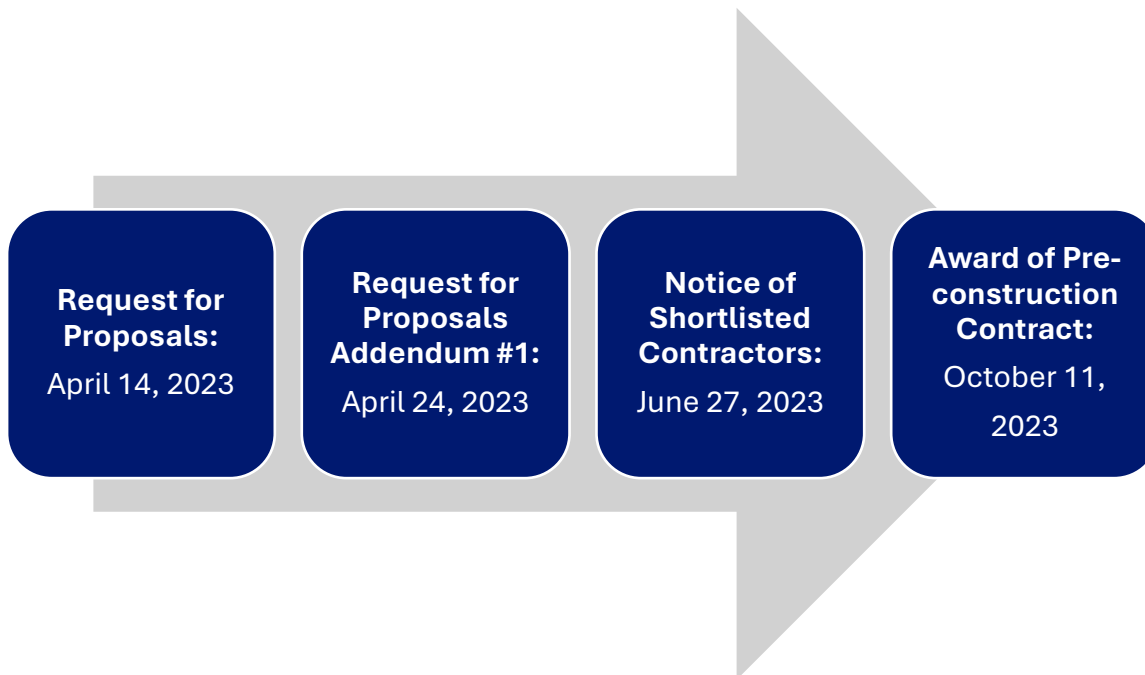 Request for
Proposals:
April 14, 2023
Request for
Proposals
Addendum #1:
April 24, 2023
Notice of
Shortlisted
Contractors:
June 27, 2023
Award of Pre-
construction
Contract:
October 11,
2023